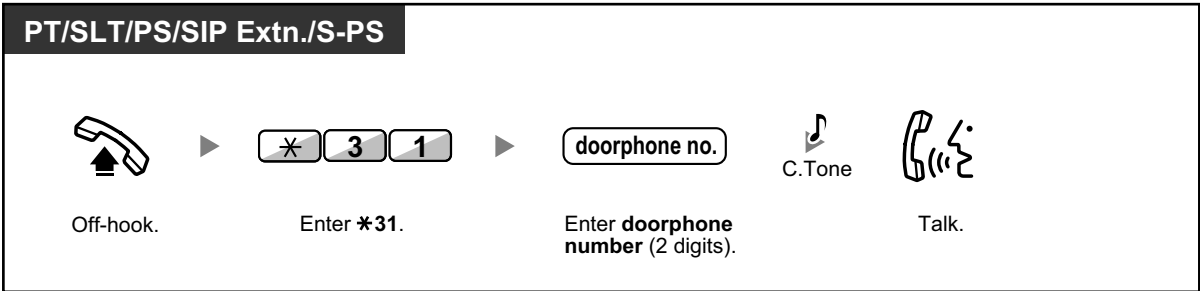 PT/SLT/PS/SIP Extn./S-PS
* 3 1
doorphone no.
C.Tone
Off-hook.
Enter *31.
Enter doorphone
number (2 digits).
Talk.